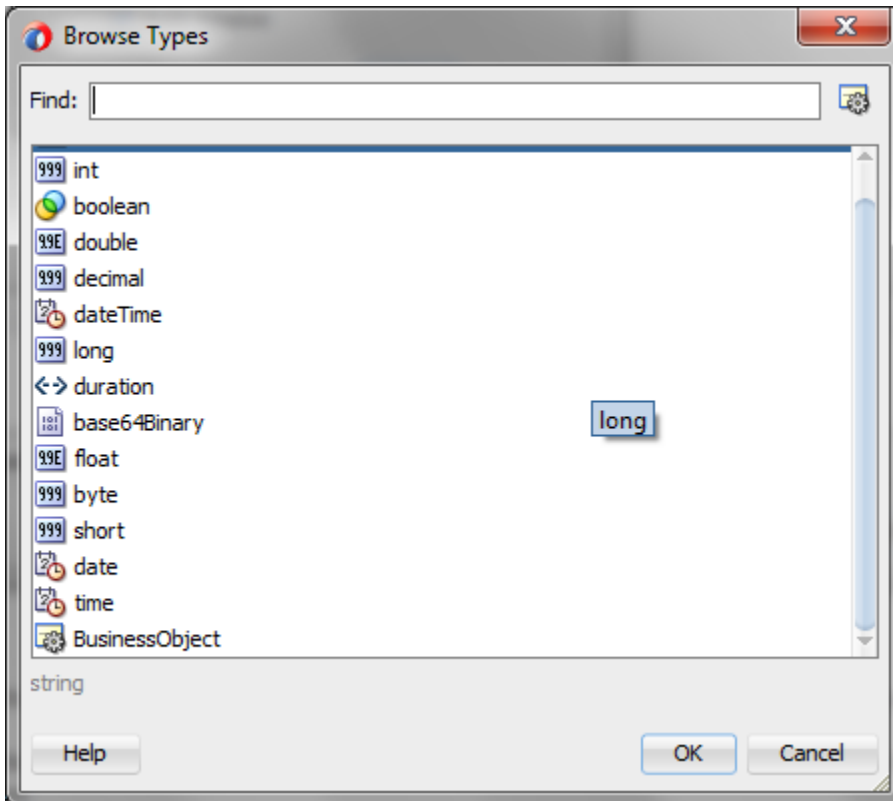 Browse Types
Find:
int
boolean
double
decimal
dateTime
long
duration
base64Binary
long
float
byte
short
date
time
BusinessObject
string
Help
OK
Cancel